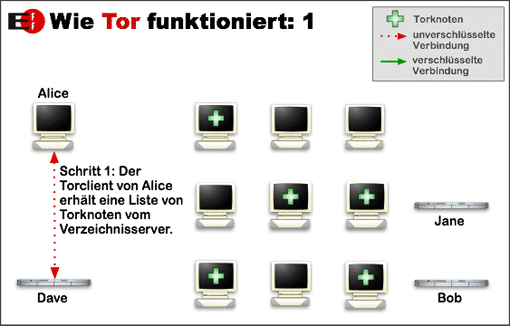 EFF Wie Tor funktioniert: 1
Torknoten
unverschlüsselte
Verbindung
verschlüsselte
Verbindung
Alice
Schritt 1: Der
Torclient von Alice
erhält eine Liste von
Torknoten vom
Verzeichnisserver.
Jane
Dave
Bob